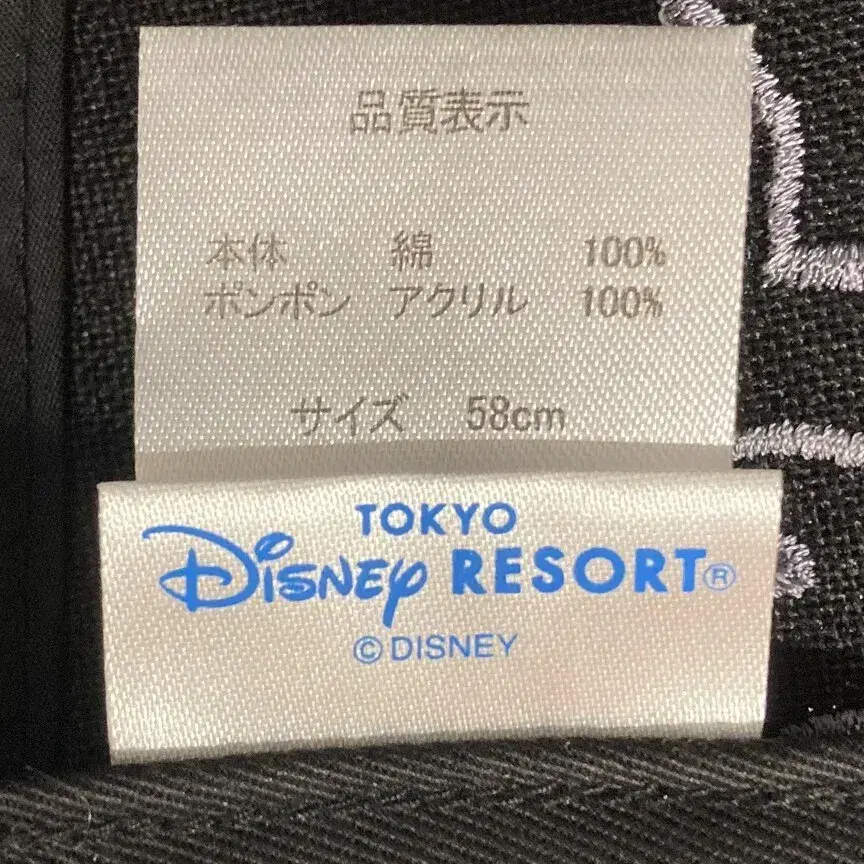 品質表示
本体 綿 100%
ポンポン アクリル 100%
サイズ 58cm
TOKYO
Disney RESORT®
© DISNEY